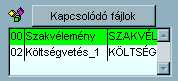 Kapcsolódó fájlok
00 Szakvélemény SZAKVÉL
02 Költségvetés_1 KÖLTSÉG